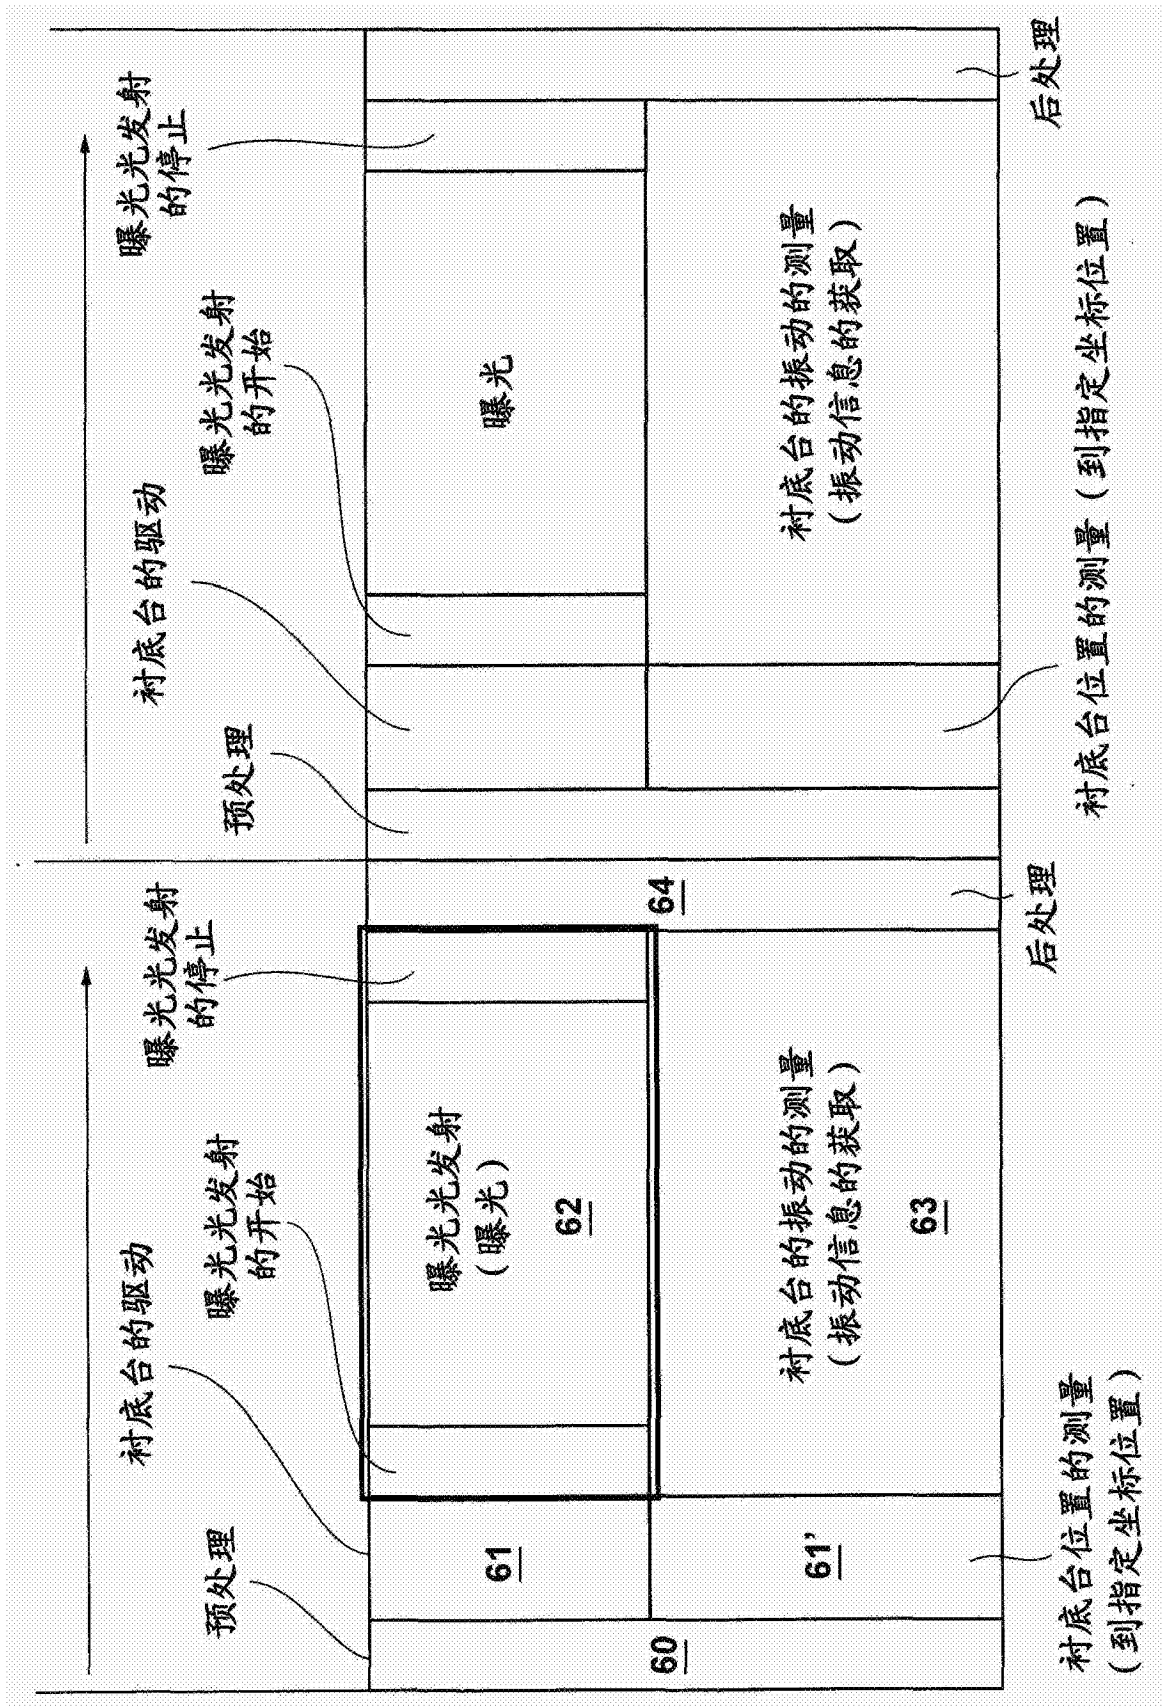 预处理
衬底台的驱动
曝光光发射
的开始
曝光光发射
的停止
预处理
衬底台的驱动
曝光光发射
的开始
曝光光发射
的停止
60
61
曝光光发射
(曝光)
62
64
曝光
61'
衬底台的振动的测量
(振动信息的获取)
63
衬底台的振动的测量
(振动信息的获取)
衬底台位置的测量
(到指定坐标位置)
后处理
衬底台位置的测量(到指定坐标位置)
后处理